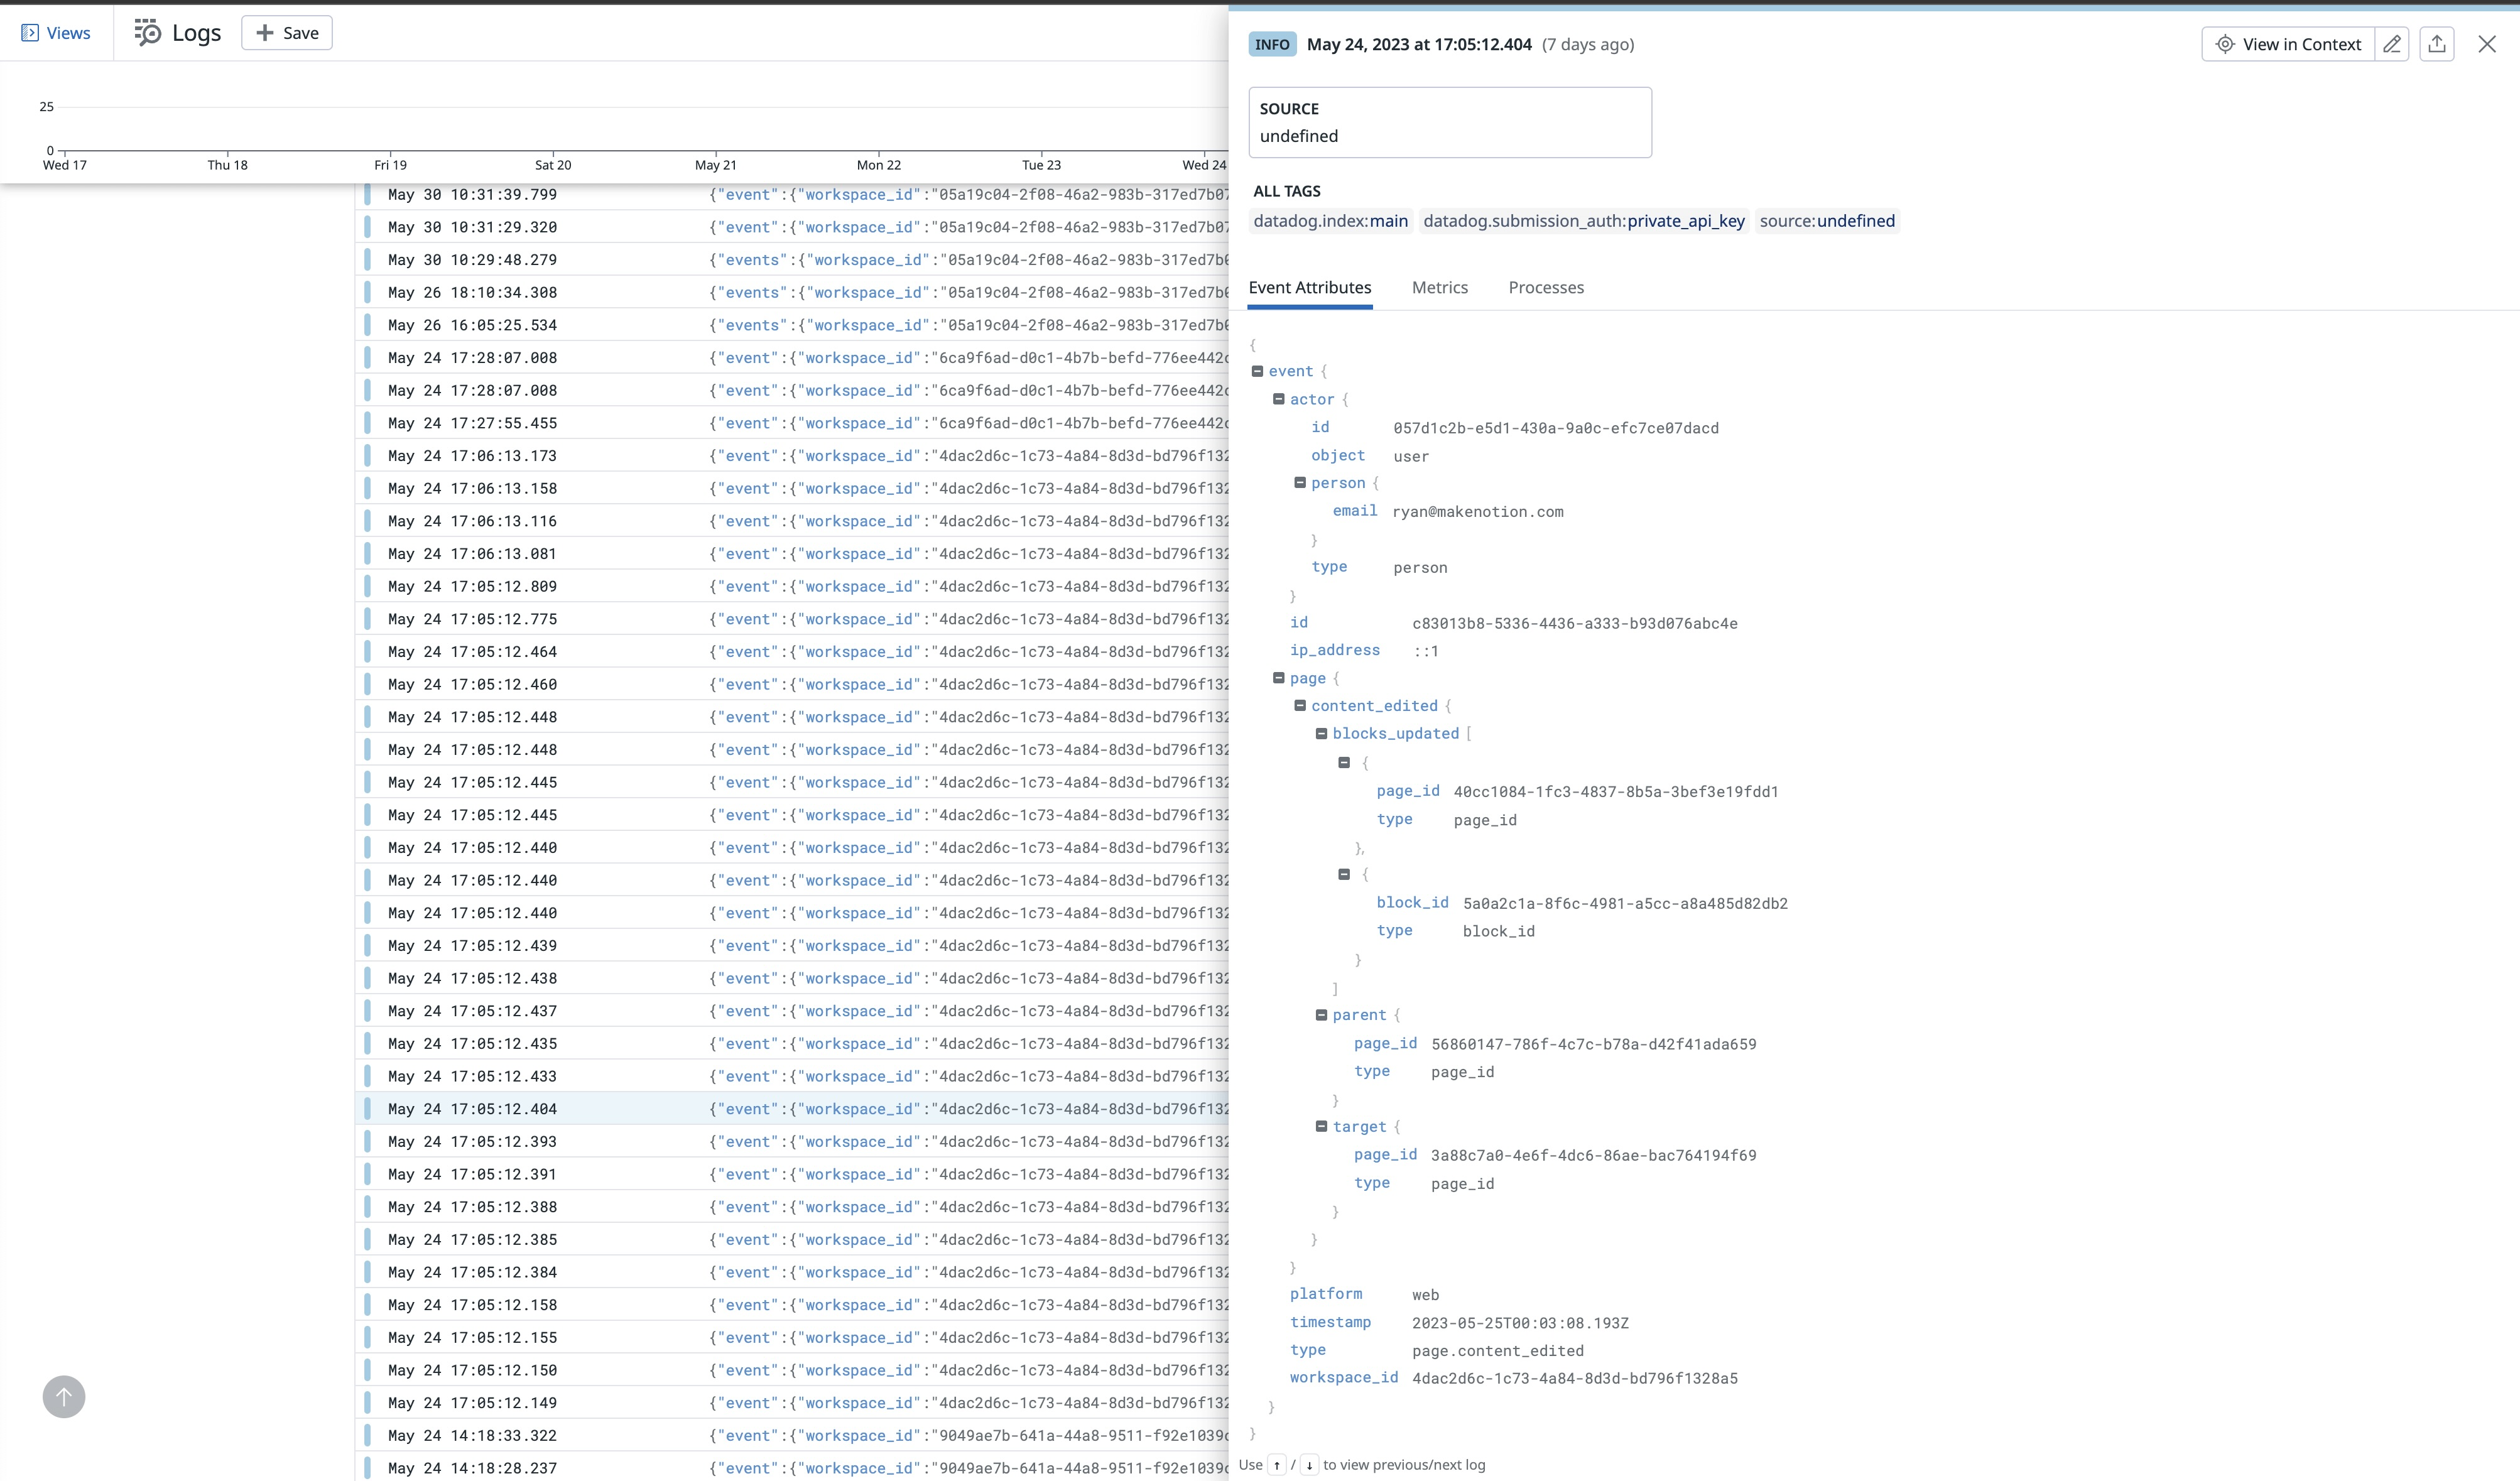 Views
Logs
Save
25
0
Wed 17 Thu 18 Fri 19 Sat 20 May 21 Mon 22 Tue 23 Wed 24
May 30 10:31:39.799 {"event":{"workspace_id":"05a19c04-2f08-46a2-983b-317ed7b07
May 30 10:31:29.320 {"event":{"workspace_id":"05a19c04-2f08-46a2-983b-317ed7b07
May 30 10:29:48.279 {"events":{"workspace_id":"05a19c04-2f08-46a2-983b-317ed7b0
May 26 18:10:34.308 {"events":{"workspace_id":"05a19c04-2f08-46a2-983b-317ed7b0
May 26 16:05:25.534 {"events":{"workspace_id":"05a19c04-2f08-46a2-983b-317ed7b0
May 24 17:28:07.008 {"event":{"workspace_id":"6ca9f6ad-d0c1-4b7b-befd-776ee442c
May 24 17:28:07.008 {"event":{"workspace_id":"6ca9f6ad-d0c1-4b7b-befd-776ee442c
May 24 17:27:55.455 {"event":{"workspace_id":"6ca9f6ad-d0c1-4b7b-befd-776ee442c
May 24 17:06:13.173 {"event":{"workspace_id":"4dac2d6c-1c73-4a84-8d3d-bd796f132
May 24 17:06:13.158 {"event":{"workspace_id":"4dac2d6c-1c73-4a84-8d3d-bd796f132
May 24 17:06:13.116 {"event":{"workspace_id":"4dac2d6c-1c73-4a84-8d3d-bd796f132
May 24 17:06:13.081 {"event":{"workspace_id":"4dac2d6c-1c73-4a84-8d3d-bd796f132
May 24 17:05:12.809 {"event":{"workspace_id":"4dac2d6c-1c73-4a84-8d3d-bd796f132
May 24 17:05:12.775 {"event":{"workspace_id":"4dac2d6c-1c73-4a84-8d3d-bd796f132
May 24 17:05:12.464 {"event":{"workspace_id":"4dac2d6c-1c73-4a84-8d3d-bd796f132
May 24 17:05:12.460 {"event":{"workspace_id":"4dac2d6c-1c73-4a84-8d3d-bd796f132
May 24 17:05:12.448 {"event":{"workspace_id":"4dac2d6c-1c73-4a84-8d3d-bd796f132
May 24 17:05:12.448 {"event":{"workspace_id":"4dac2d6c-1c73-4a84-8d3d-bd796f132
May 24 17:05:12.445 {"event":{"workspace_id":"4dac2d6c-1c73-4a84-8d3d-bd796f132
May 24 17:05:12.445 {"event":{"workspace_id":"4dac2d6c-1c73-4a84-8d3d-bd796f132
May 24 17:05:12.440 {"event":{"workspace_id":"4dac2d6c-1c73-4a84-8d3d-bd796f132
May 24 17:05:12.440 {"event":{"workspace_id":"4dac2d6c-1c73-4a84-8d3d-bd796f132
May 24 17:05:12.440 {"event":{"workspace_id":"4dac2d6c-1c73-4a84-8d3d-bd796f132
May 24 17:05:12.439 {"event":{"workspace_id":"4dac2d6c-1c73-4a84-8d3d-bd796f132
May 24 17:05:12.438 {"event":{"workspace_id":"4dac2d6c-1c73-4a84-8d3d-bd796f132
May 24 17:05:12.437 {"event":{"workspace_id":"4dac2d6c-1c73-4a84-8d3d-bd796f132
May 24 17:05:12.435 {"event":{"workspace_id":"4dac2d6c-1c73-4a84-8d3d-bd796f132
May 24 17:05:12.433 {"event":{"workspace_id":"4dac2d6c-1c73-4a84-8d3d-bd796f132
May 24 17:05:12.404 {"event":{"workspace_id":"4dac2d6c-1c73-4a84-8d3d-bd796f132
May 24 17:05:12.393 {"event":{"workspace_id":"4dac2d6c-1c73-4a84-8d3d-bd796f132
May 24 17:05:12.391 {"event":{"workspace_id":"4dac2d6c-1c73-4a84-8d3d-bd796f132
May 24 17:05:12.388 {"event":{"workspace_id":"4dac2d6c-1c73-4a84-8d3d-bd796f132
May 24 17:05:12.385 {"event":{"workspace_id":"4dac2d6c-1c73-4a84-8d3d-bd796f132
May 24 17:05:12.384 {"event":{"workspace_id":"4dac2d6c-1c73-4a84-8d3d-bd796f132
May 24 17:05:12.158 {"event":{"workspace_id":"4dac2d6c-1c73-4a84-8d3d-bd796f132
May 24 17:05:12.155 {"event":{"workspace_id":"4dac2d6c-1c73-4a84-8d3d-bd796f132
May 24 17:05:12.150 {"event":{"workspace_id":"4dac2d6c-1c73-4a84-8d3d-bd796f132
May 24 17:05:12.149 {"event":{"workspace_id":"4dac2d6c-1c73-4a84-8d3d-bd796f132
May 24 14:18:33.322 {"event":{"workspace_id":"9049ae7b-641a-44a8-9511-f92e1039c
May 24 14:18:28.237 {"event":{"workspace_id":"9049ae7b-641a-44a8-9511-f92e1039c
INFO May 24, 2023 at 17:05:12.404 (7 days ago)
View in Context
SOURCE
undefined
ALL TAGS
datadog.index:main datadog.submission_auth:private_api_key source:undefined
Event Attributes Metrics Processes
{
event {
actor {
id 057d1c2b-e5d1-430a-9a0c-efc7ce07dacd
object user
person {
email ryan@makenotion.com
}
type person
}
id c83013b8-5336-4436-a333-b93d076abc4e
ip_address ::1
page {
content_edited {
blocks_updated [
{
page_id 40cc1084-1fc3-4837-8b5a-3bef3e19fdd1
type page_id
},
{
block_id 5a0a2c1a-8f6c-4981-a5cc-a8a485d82db2
type block_id
}
]
parent {
page_id 56860147-786f-4c7c-b78a-d42f41ada659
type page_id
}
target {
page_id 3a88c7a0-4e6f-4dc6-86ae-bac764194f69
type page_id
}
}
}
platform web
timestamp 2023-05-25T00:03:08.193Z
type page.content_edited
workspace_id 4dac2d6c-1c73-4a84-8d3d-bd796f1328a5
}
}
Use ↑ / ↓ to view previous/next log